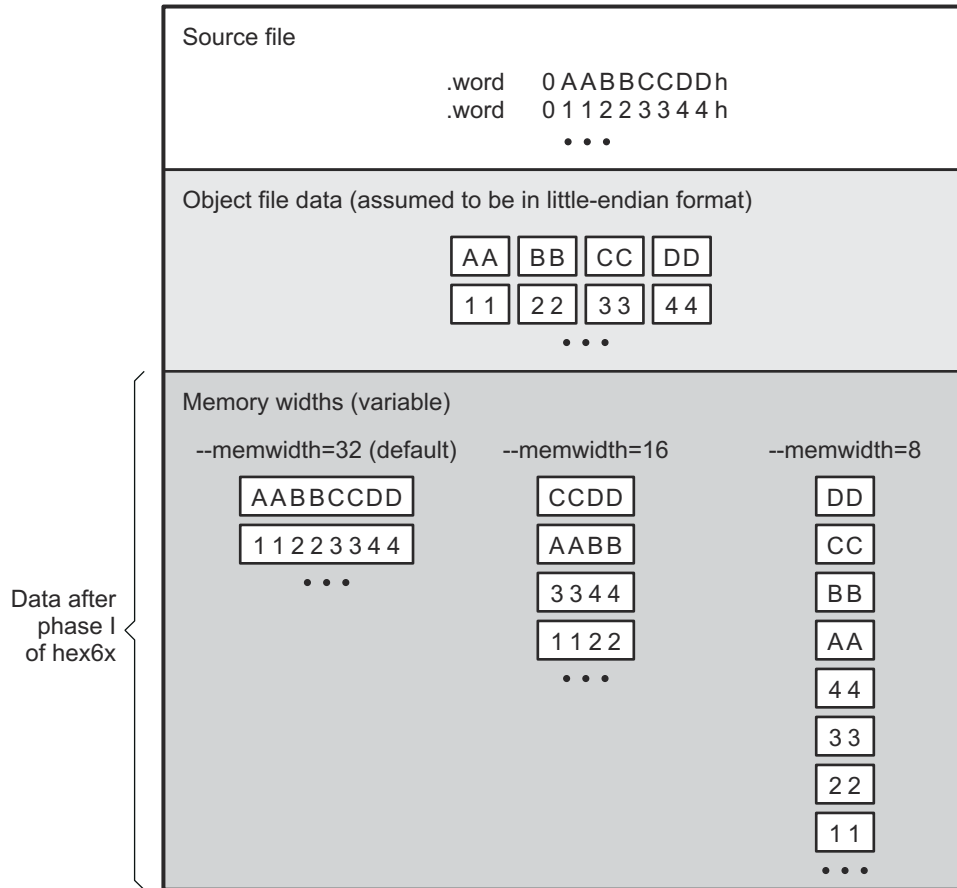 Source file
.word 0AABBCCDDh
.word 011223344h
• • •
Object file data (assumed to be in little-endian format)
AA BB CC DD
11 22 33 44
• • •
Memory widths (variable)
--memwidth=32 (default) --memwidth=16 --memwidth=8
AABBCCDD CCDD DD
11223344 AABB CC
• • • 3344 BB
1122 AA
• • • 44
33
22
11
• • •
Data after
phase I
of hex6x